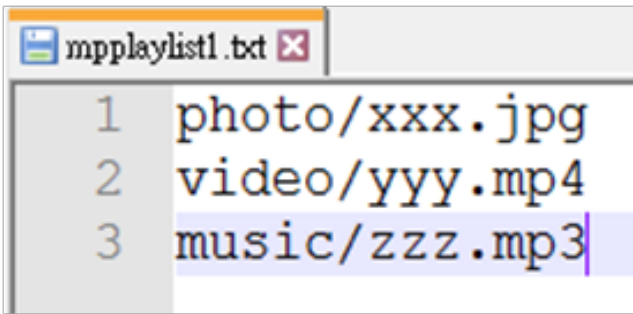 mpplaylist1.txt
1 photo/xxx.jpg
2 video/yyy.mp4
3 music/zzz.mp3